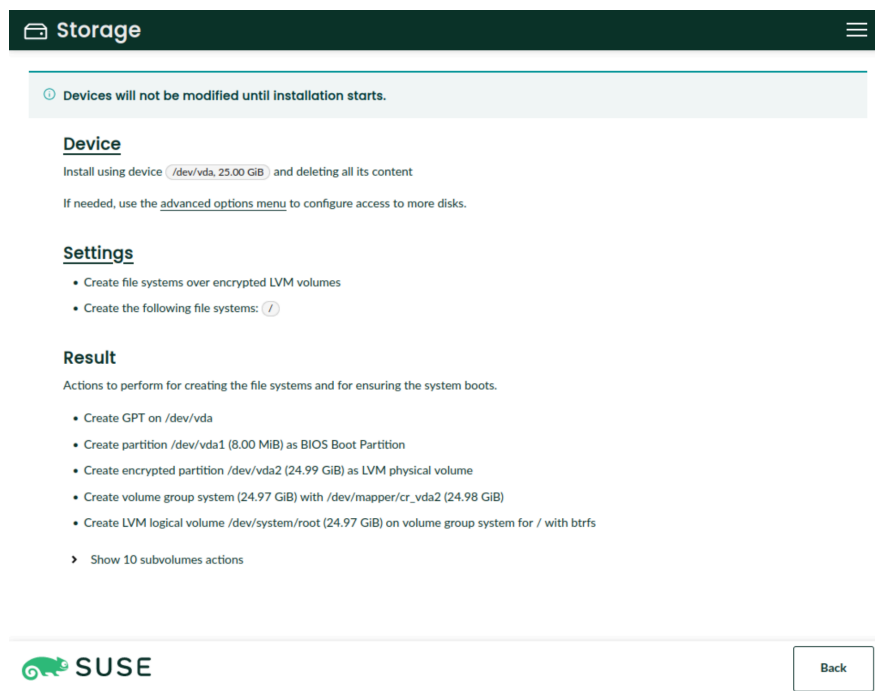 Storage
Devices will not be modified until installation starts.
Device
Install using device /dev/vda, 25.00 GiB and deleting all its content
If needed, use the advanced options menu to configure access to more disks.
Settings
• Create file systems over encrypted LVM volumes
• Create the following file systems: /
Result
Actions to perform for creating the file systems and for ensuring the system boots.
• Create GPT on /dev/vda
• Create partition /dev/vda1 (8.00 MiB) as BIOS Boot Partition
• Create encrypted partition /dev/vda2 (24.99 GiB) as LVM physical volume
• Create volume group system (24.97 GiB) with /dev/mapper/cr_vda2 (24.98 GiB)
• Create LVM logical volume /dev/system/root (24.97 GiB) on volume group system for / with btrfs
Show 10 subvolumes actions
SUSE
Back